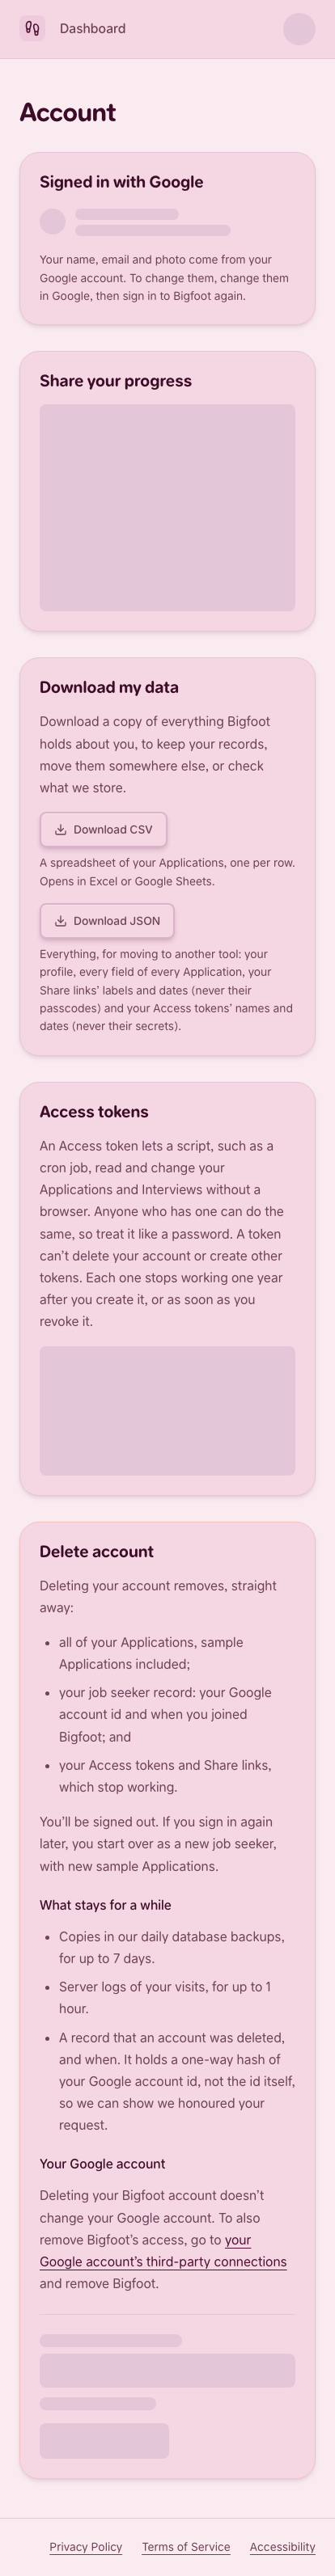 Dashboard
Account
Signed in with Google
Your name, email and photo come from your
Google account. To change them, change them
in Google, then sign in to Bigfoot again.
Share your progress
Download my data
Download a copy of everything Bigfoot
holds about you, to keep your records,
move them somewhere else, or check
what we store.
Download CSV
A spreadsheet of your Applications, one per row.
Opens in Excel or Google Sheets.
Download JSON
Everything, for moving to another tool: your
profile, every field of every Application, your
Share links’ labels and dates (never their
passcodes) and your Access tokens’ names and
dates (never their secrets).
Access tokens
An Access token lets a script, such as a
cron job, read and change your
Applications and Interviews without a
browser. Anyone who has one can do the
same, so treat it like a password. A token
can’t delete your account or create other
tokens. Each one stops working one year
after you create it, or as soon as you
revoke it.
Delete account
Deleting your account removes, straight
away:
• all of your Applications, sample
Applications included;
• your job seeker record: your Google
account id and when you joined
Bigfoot; and
• your Access tokens and Share links,
which stop working.
You’ll be signed out. If you sign in again
later, you start over as a new job seeker,
with new sample Applications.
What stays for a while
• Copies in our daily database backups,
for up to 7 days.
• Server logs of your visits, for up to 1
hour.
• A record that an account was deleted,
and when. It holds a one-way hash of
your Google account id, not the id itself,
so we can show we honoured your
request.
Your Google account
Deleting your Bigfoot account doesn’t
change your Google account. To also
remove Bigfoot’s access, go to your
Google account’s third-party connections
and remove Bigfoot.
Privacy Policy Terms of Service Accessibility